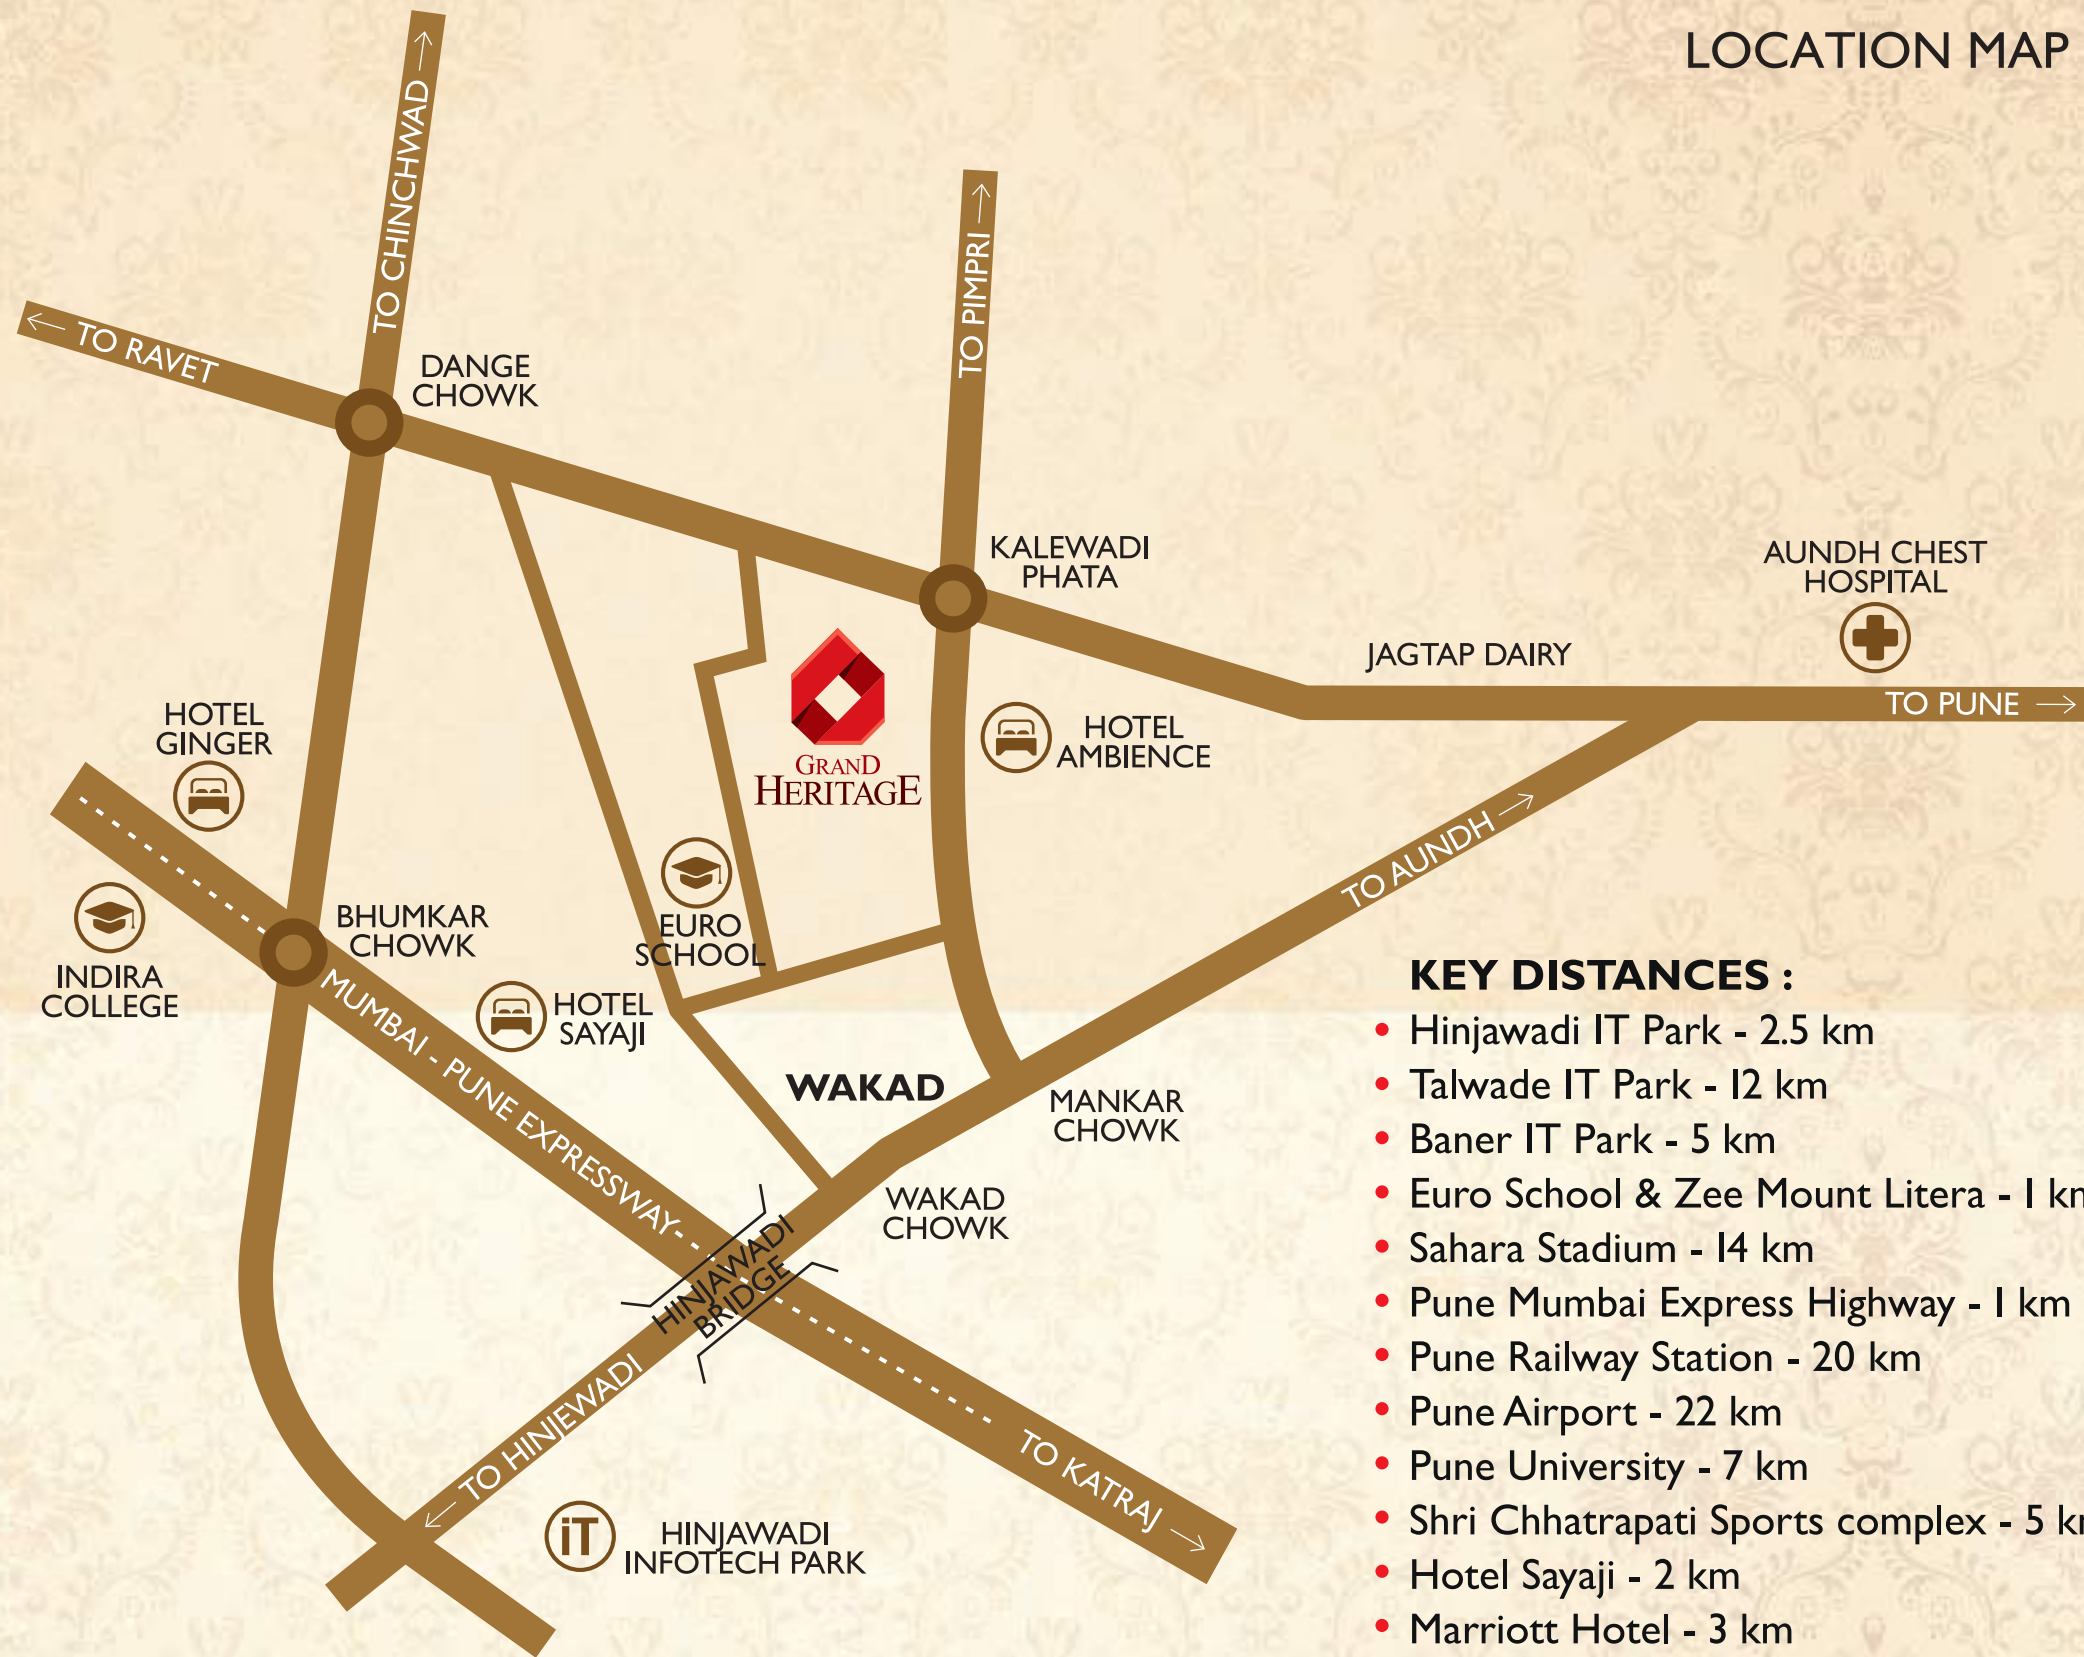 LOCATION MAP
← TO RAVET
TO CHINCHWAD →
DANGE
CHOWK
TO PIMPRI →
KALEWADI
PHATA
AUNDH CHEST
HOSPITAL
JAGTAP DAIRY
TO PUNE →
HOTEL
GINGER
GRAND
HERITAGE
HOTEL
AMBIENCE
TO AUNDH →
INDIRA
COLLEGE
BHUMKAR
CHOWK
EURO
SCHOOL
HOTEL
SAYAJI
MUMBAI - PUNE EXPRESSWAY
WAKAD
MANKAR
CHOWK
WAKAD
CHOWK
HINJAWADI
BRIDGE
← TO HINJEWADI
TO KATRAJ →
iT
HINJAWADI
INFOTECH PARK
KEY DISTANCES :
• Hinjawadi IT Park - 2.5 km
• Talwade IT Park - 12 km
• Baner IT Park - 5 km
• Euro School & Zee Mount Litera - 1 km
• Sahara Stadium - 14 km
• Pune Mumbai Express Highway - 1 km
• Pune Railway Station - 20 km
• Pune Airport - 22 km
• Pune University - 7 km
• Shri Chhatrapati Sports complex - 5 km
• Hotel Sayaji - 2 km
• Marriott Hotel - 3 km